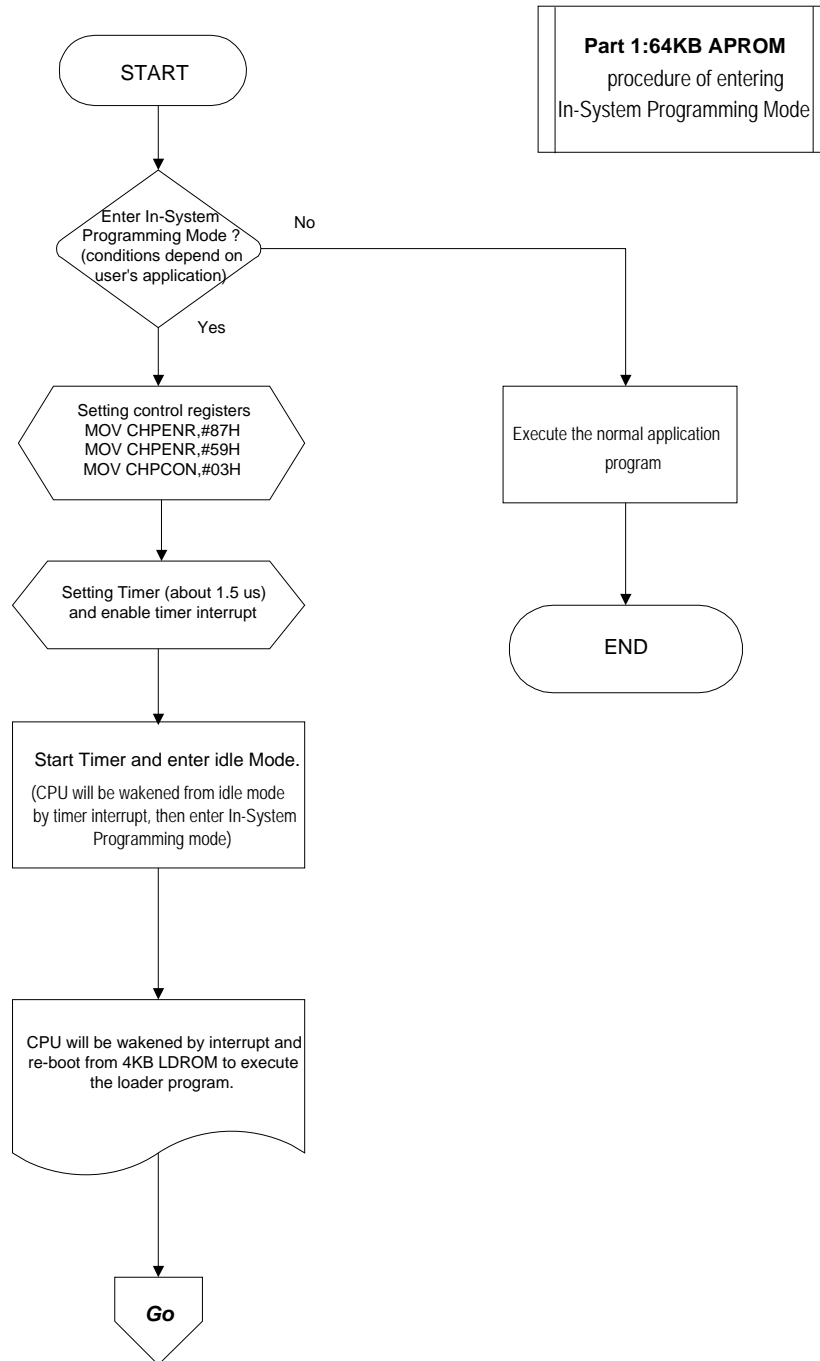 Part 1:64KB APROM
procedure of entering
In-System Programming Mode
START
Enter In-System
Programming Mode ?
(conditions depend on
user's application)
No
Yes
Setting control registers
MOV CHPENR,#87H
MOV CHPENR,#59H
MOV CHPCON,#03H
Execute the normal application
program
Setting Timer (about 1.5 us)
and enable timer interrupt
END
Start Timer and enter idle Mode.
(CPU will be wakened from idle mode
by timer interrupt, then enter In-System
Programming mode)
CPU will be wakened by interrupt and
re-boot from 4KB LDROM to execute
the loader program.
Go